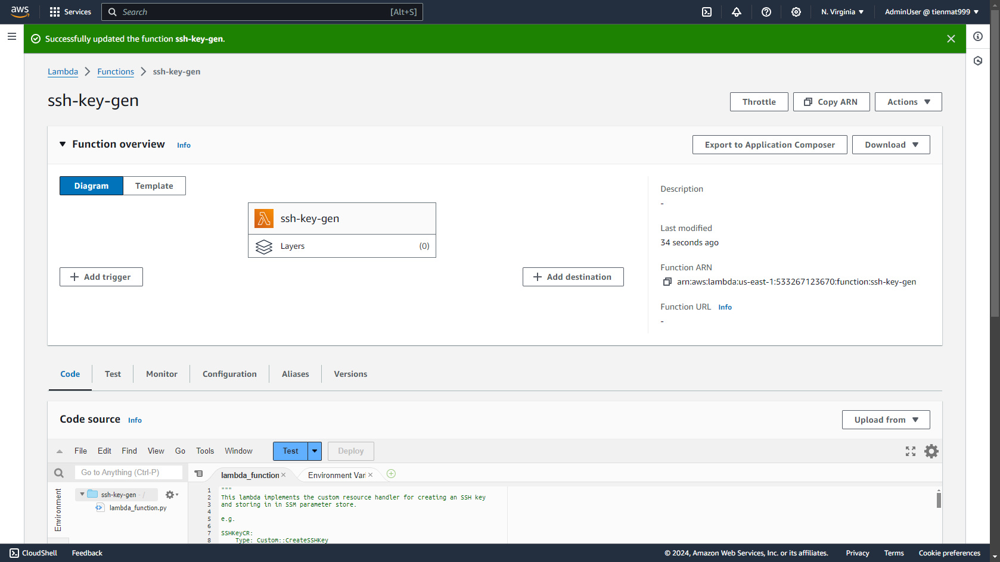 aws
Services
Search
[Alt+S]
N. Virginia
AdminUser @ tienmat999
Successfully updated the function ssh-key-gen.
Lambda
Functions
ssh-key-gen
ssh-key-gen
Throttle
Copy ARN
Actions
Function overview
Info
Export to Application Composer
Download
Diagram
Template
ssh-key-gen
Layers
(0)
Add trigger
Add destination
Description
-
Last modified
34 seconds ago
Function ARN
arn:aws:lambda:us-east-1:533267123670:function:ssh-key-gen
Function URL
Info
-
Code
Test
Monitor
Configuration
Aliases
Versions
Code source
Info
Upload from
File
Edit
Find
View
Go
Tools
Window
Test
Deploy
Go to Anything (Ctrl-P)
lambda_function
Environment Vari
Environment
ssh-key-gen - /
lambda_function.py
1 """
2 This lambda implements the custom resource handler for creating an SSH key
3 and storing in in SSM parameter store.
4
5 e.g.
6
7 SSHKeyCR:
8 Type: Custom::CreateSSHKey
CloudShell
Feedback
© 2024, Amazon Web Services, Inc. or its affiliates.
Privacy
Terms
Cookie preferences